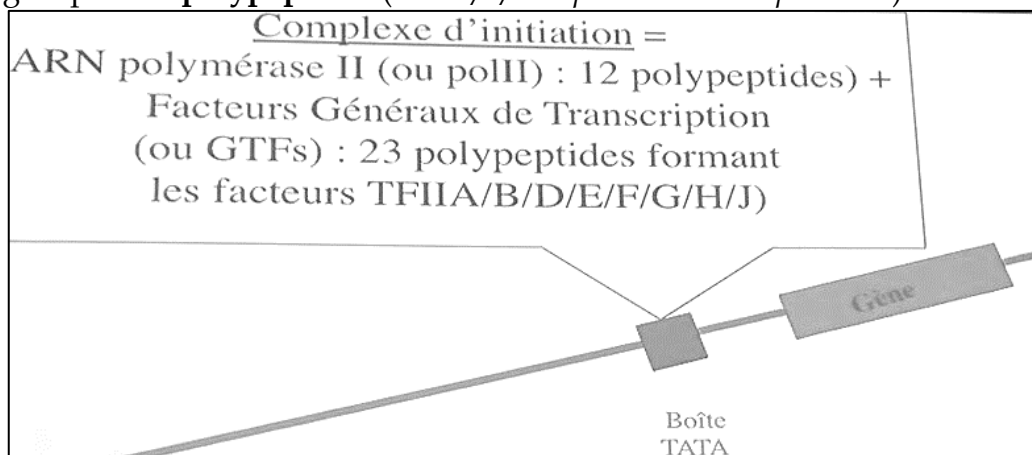 Complexe d'initiation =
ARN polymérase II (ou polII) : 12 polypeptides) +
Facteurs Généraux de Transcription
(ou GTFs) : 23 polypeptides formant
les facteurs TFIIA/B/D/E/F/G/H/J)
Gène
Boîte
TATA